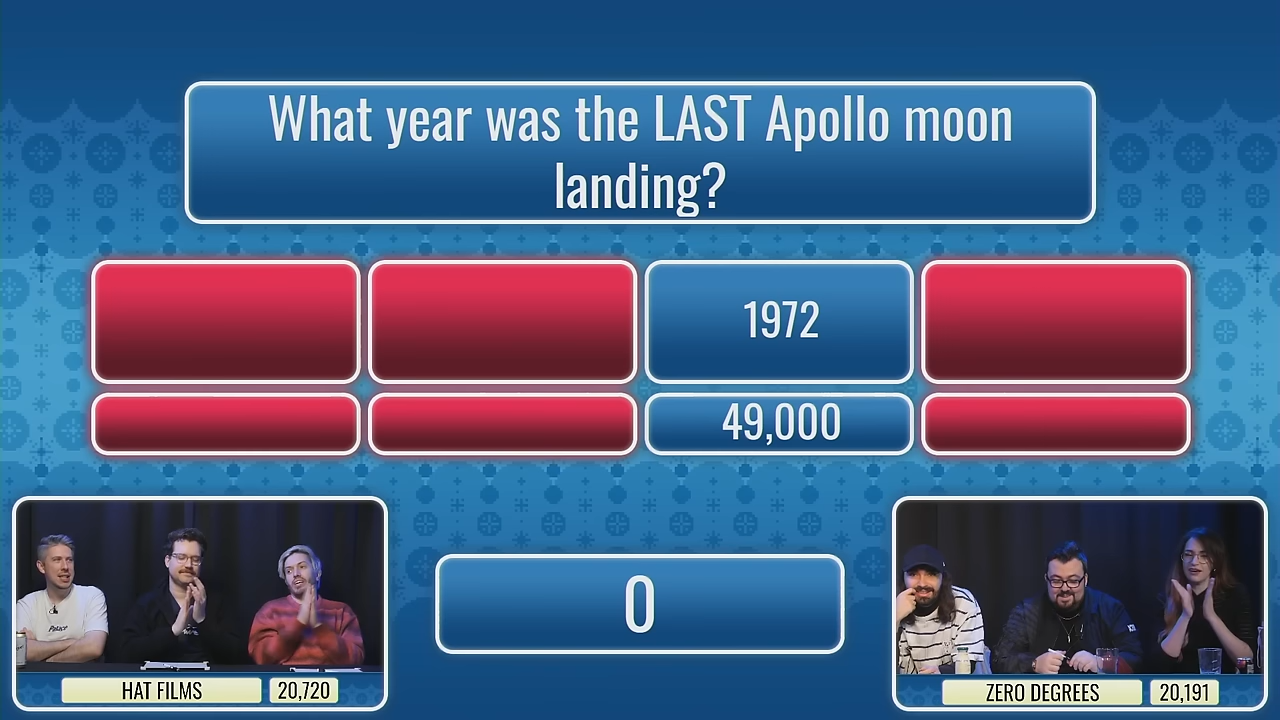 What year was the LAST Apollo moon
landing?
1972
49,000
0
Palace
HAT FILMS
20,720
ZERO DEGREES
20,191